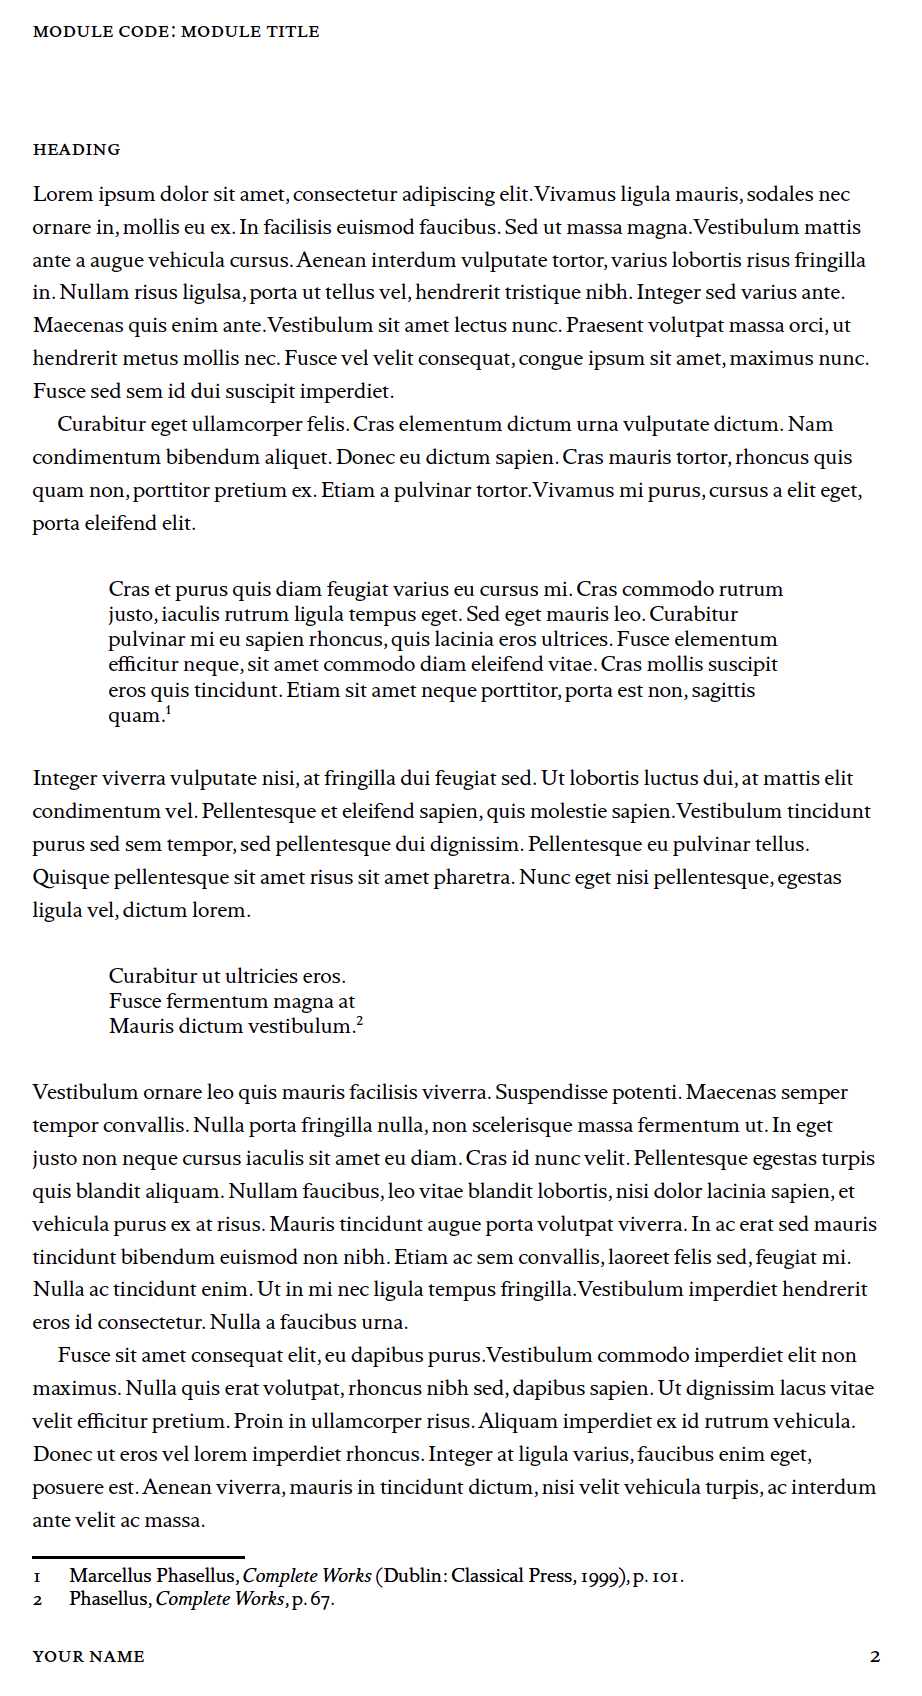 MODULE CODE: MODULE TITLE
HEADING
Lorem ipsum dolor sit amet, consectetur adipiscing elit. Vivamus ligula mauris, sodales nec
ornare in, mollis eu ex. In facilisis euismod faucibus. Sed ut massa magna. Vestibulum mattis
ante a augue vehicula cursus. Aenean interdum vulputate tortor, varius lobortis risus fringilla
in. Nullam risus ligulsa, porta ut tellus vel, hendrerit tristique nibh. Integer sed varius ante.
Maecenas quis enim ante. Vestibulum sit amet lectus nunc. Praesent volutpat massa orci, ut
hendrerit metus mollis nec. Fusce vel velit consequat, congue ipsum sit amet, maximus nunc.
Fusce sed sem id dui suscipit imperdiet.
Curabitur eget ullamcorper felis. Cras elementum dictum urna vulputate dictum. Nam
condimentum bibendum aliquet. Donec eu dictum sapien. Cras mauris tortor, rhoncus quis
quam non, porttitor pretium ex. Etiam a pulvinar tortor. Vivamus mi purus, cursus a elit eget,
porta eleifend elit.
Cras et purus quis diam feugiat varius eu cursus mi. Cras commodo rutrum
justo, iaculis rutrum ligula tempus eget. Sed eget mauris leo. Curabitur
pulvinar mi eu sapien rhoncus, quis lacinia eros ultrices. Fusce elementum
efficitur neque, sit amet commodo diam eleifend vitae. Cras mollis suscipit
eros quis tincidunt. Etiam sit amet neque porttitor, porta est non, sagittis
quam.¹
Integer viverra vulputate nisi, at fringilla dui feugiat sed. Ut lobortis luctus dui, at mattis elit
condimentum vel. Pellentesque et eleifend sapien, quis molestie sapien. Vestibulum tincidunt
purus sed sem tempor, sed pellentesque dui dignissim. Pellentesque eu pulvinar tellus.
Quisque pellentesque sit amet risus sit amet pharetra. Nunc eget nisi pellentesque, egestas
ligula vel, dictum lorem.
Curabitur ut ultricies eros.
Fusce fermentum magna at
Mauris dictum vestibulum.²
Vestibulum ornare leo quis mauris facilisis viverra. Suspendisse potenti. Maecenas semper
tempor convallis. Nulla porta fringilla nulla, non scelerisque massa fermentum ut. In eget
justo non neque cursus iaculis sit amet eu diam. Cras id nunc velit. Pellentesque egestas turpis
quis blandit aliquam. Nullam faucibus, leo vitae blandit lobortis, nisi dolor lacinia sapien, et
vehicula purus ex at risus. Mauris tincidunt augue porta volutpat viverra. In ac erat sed mauris
tincidunt bibendum euismod non nibh. Etiam ac sem convallis, laoreet felis sed, feugiat mi.
Nulla ac tincidunt enim. Ut in mi nec ligula tempus fringilla. Vestibulum imperdiet hendrerit
eros id consectetur. Nulla a faucibus urna.
Fusce sit amet consequat elit, eu dapibus purus. Vestibulum commodo imperdiet elit non
maximus. Nulla quis erat volutpat, rhoncus nibh sed, dapibus sapien. Ut dignissim lacus vitae
velit efficitur pretium. Proin in ullamcorper risus. Aliquam imperdiet ex id rutrum vehicula.
Donec ut eros vel lorem imperdiet rhoncus. Integer at ligula varius, faucibus enim eget,
posuere est. Aenean viverra, mauris in tincidunt dictum, nisi velit vehicula turpis, ac interdum
ante velit ac massa.
1 Marcellus Phasellus, Complete Works (Dublin: Classical Press, 1999), p. 101.
2 Phasellus, Complete Works, p. 67.
YOUR NAME 2